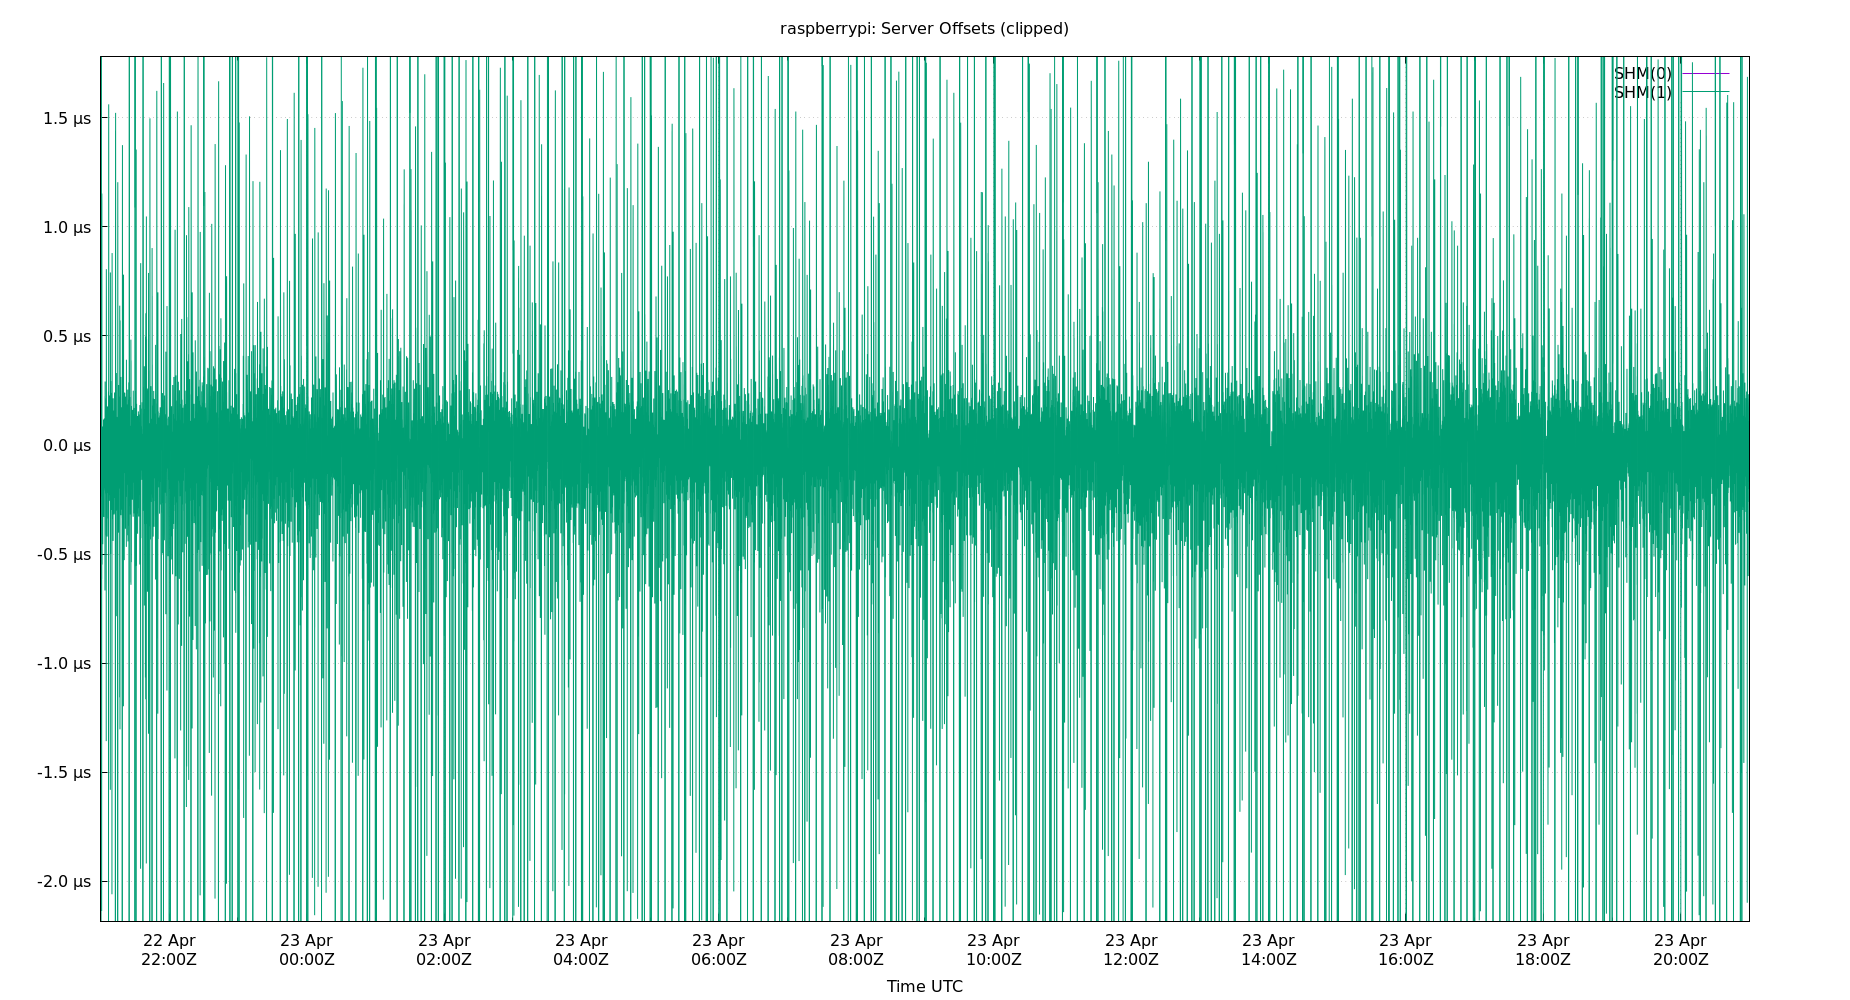 raspberrypi: Server Offsets (clipped)
SHM(0)
SHM(1)
1.5 µs
1.0 µs
0.5 µs
0.0 µs
-0.5 µs
-1.0 µs
-1.5 µs
-2.0 µs
22 Apr 23 Apr 23 Apr 23 Apr 23 Apr 23 Apr 23 Apr 23 Apr 23 Apr 23 Apr 23 Apr 23 Apr
22:00Z 00:00Z 02:00Z 04:00Z 06:00Z 08:00Z 10:00Z 12:00Z 14:00Z 16:00Z 18:00Z 20:00Z
Time UTC